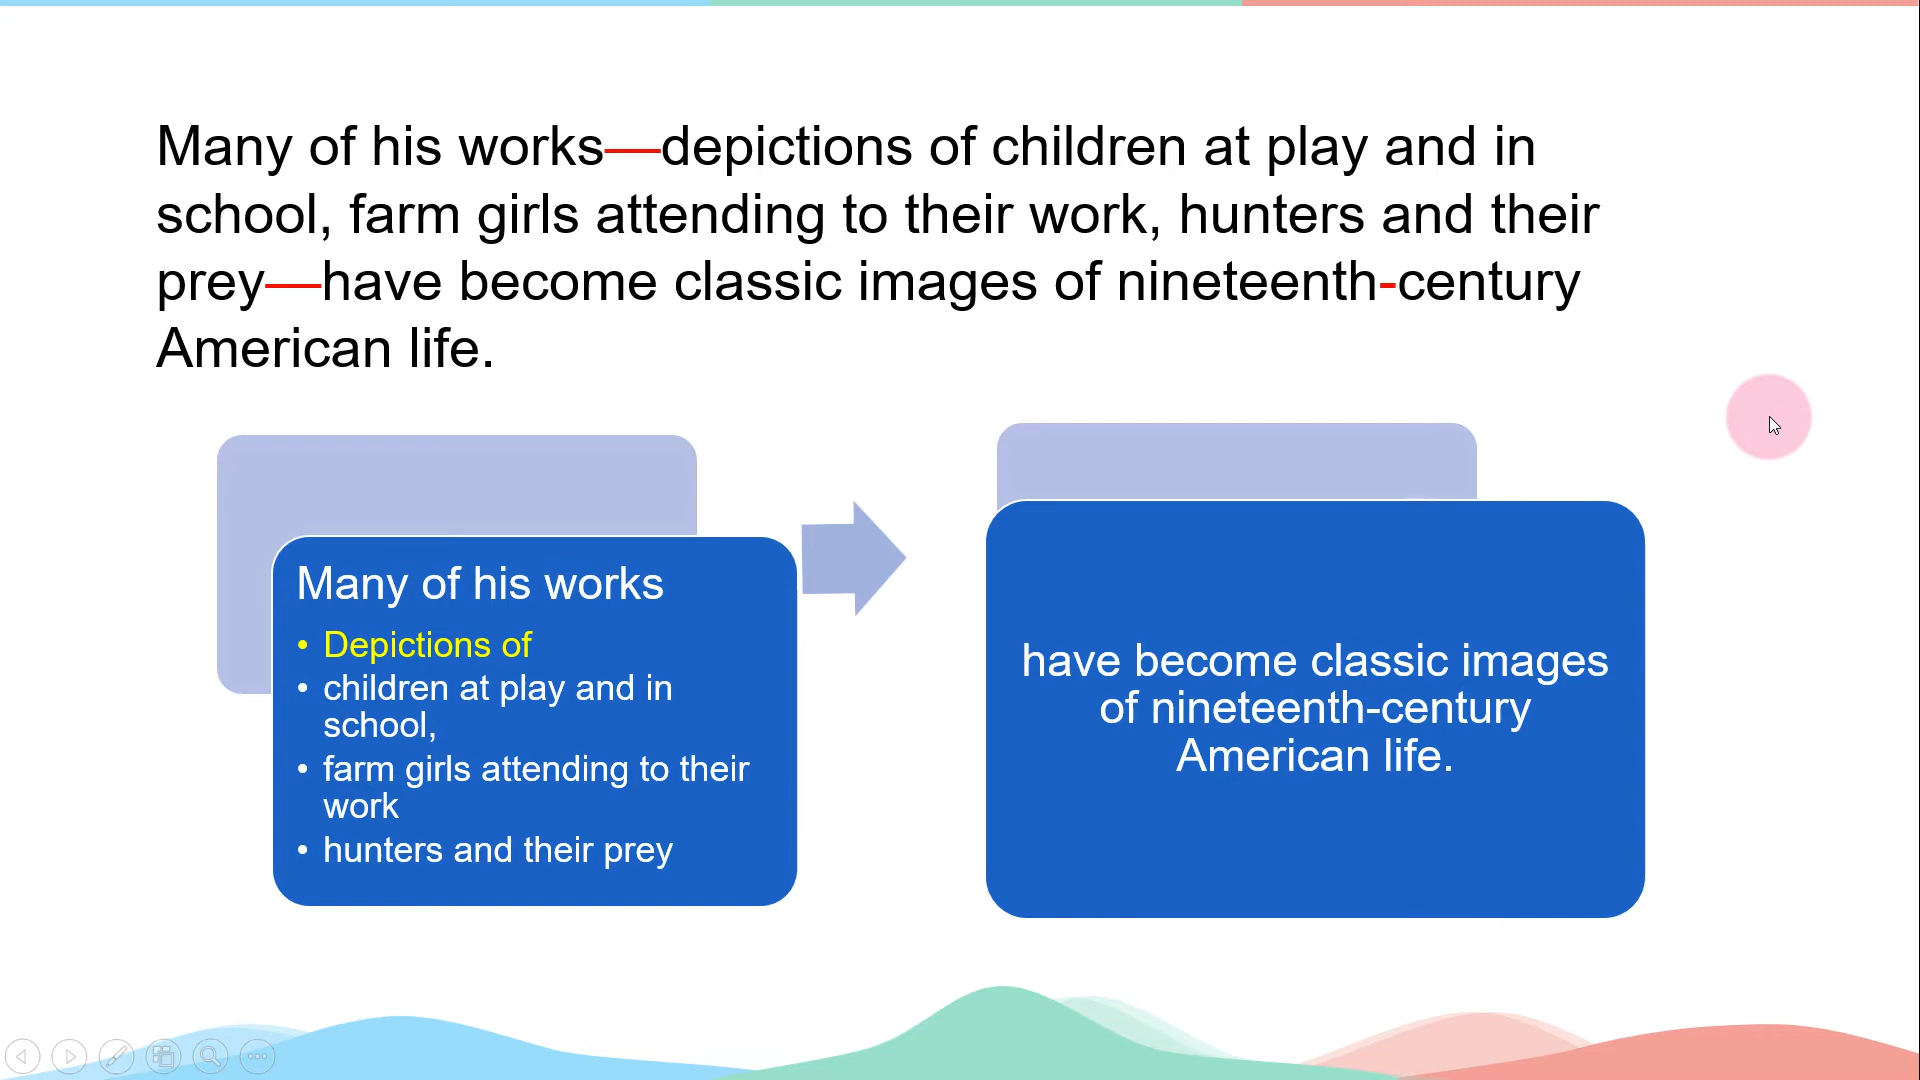 Many of his works—depictions of children at play and in
school, farm girls attending to their work, hunters and their
prey—have become classic images of nineteenth-century
American life.
Many of his works
• Depictions of
• children at play and in
school,
• farm girls attending to their
work
• hunters and their prey
have become classic images
of nineteenth-century
American life.